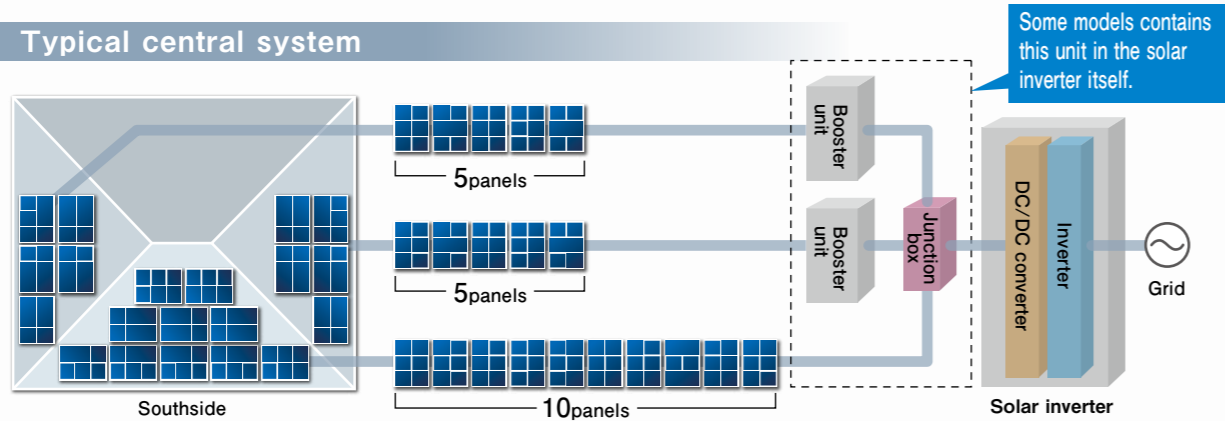 Typical central system
Some models contains
this unit in the solar
inverter itself.
5panels
Booster
unit
5panels
Booster
unit
Junction
box
DC/DC converter
Inverter
Grid
10panels
Southside
Solar inverter